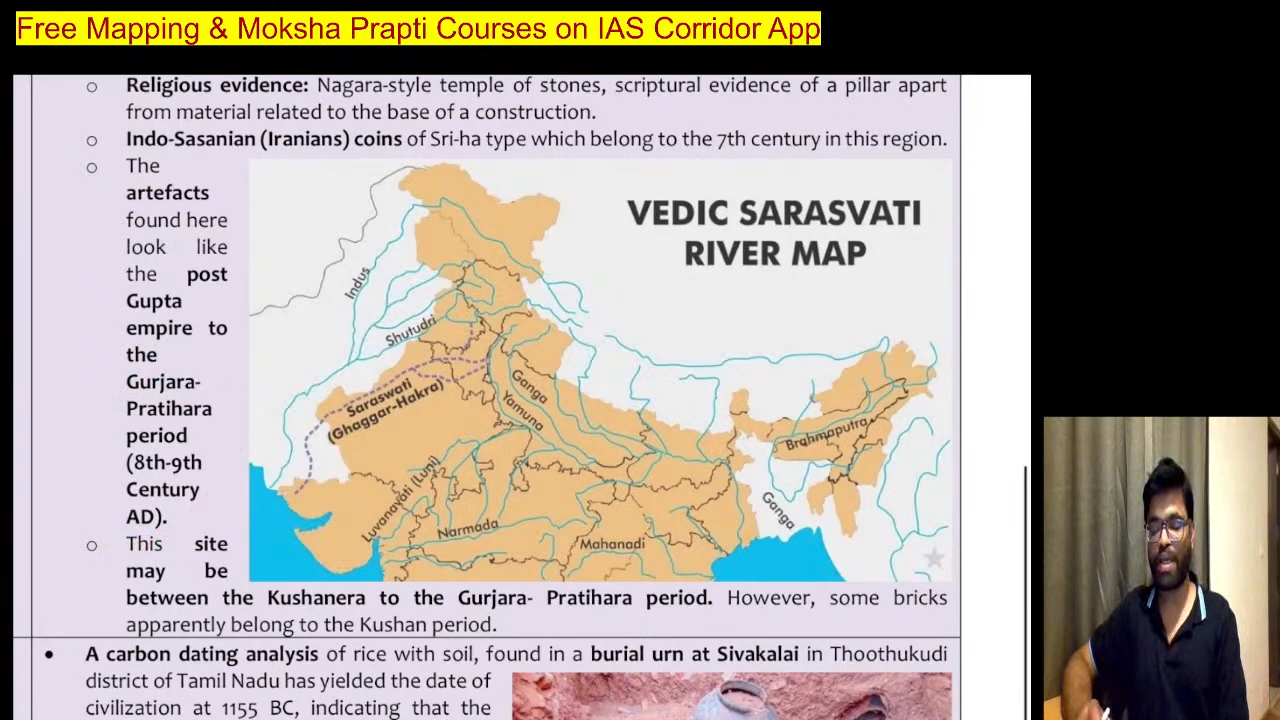 Free Mapping & Moksha Prapti Courses on IAS Corridor App
○ Religious evidence: Nagara-style temple of stones, scriptural evidence of a pillar apart
from material related to the base of a construction.
○ Indo-Sasanian (Iranians) coins of Sri-ha type which belong to the 7th century in this region.
○ The
artefacts
found here
look like
the post
Gupta
empire to
the
Gurjara-
Pratihara
period
(8th-9th
Century
AD).
○ This site
may be
between the Kushanera to the Gurjara- Pratihara period. However, some bricks
apparently belong to the Kushan period.
VEDIC SARASVATI
RIVER MAP
Indus
Shutudri
Saraswati
(Ghaggar-Hakra)
Ganga
Yamuna
Brahmaputra
Luvanavati (Luni)
Narmada
Mahanadi
Ganga
• A carbon dating analysis of rice with soil, found in a burial urn at Sivakalai in Thoothukudi
district of Tamil Nadu has yielded the date of
civilization at 1155 BC, indicating that the